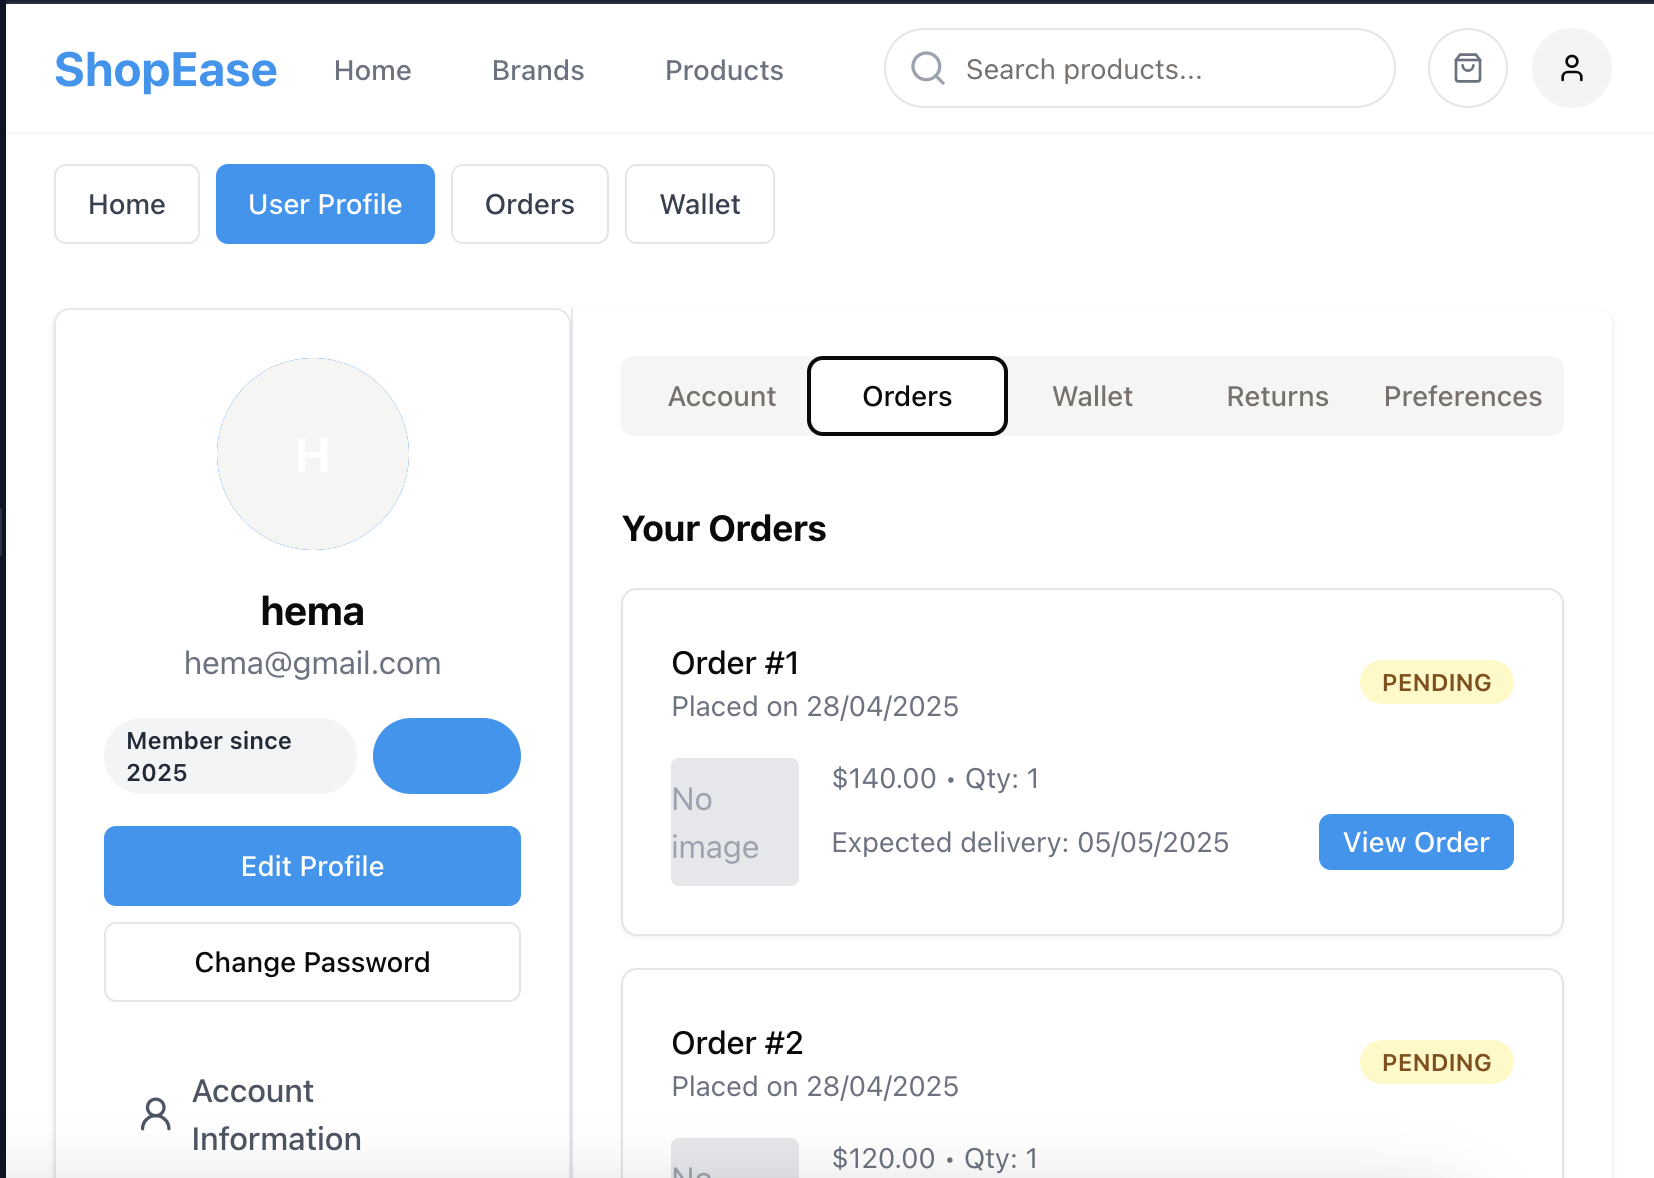 ShopEase
Home
Brands
Products
Search products...
Home
User Profile
Orders
Wallet
H
hema
hema@gmail.com
Member since
2025
Edit Profile
Change Password
Account
Information
Account
Orders
Wallet
Returns
Preferences
Your Orders
Order #1
Placed on 28/04/2025
PENDING
No
image
$140.00 • Qty: 1
Expected delivery: 05/05/2025
View Order
Order #2
Placed on 28/04/2025
PENDING
No
$120.00 • Qty: 1